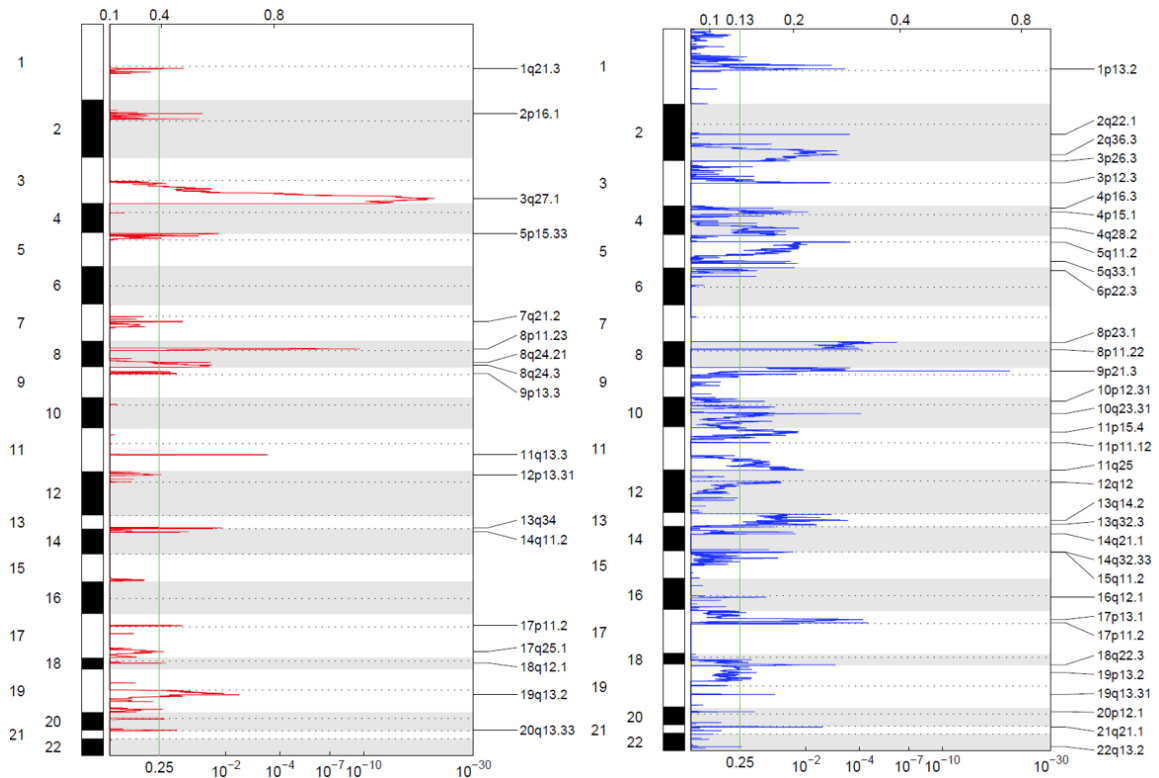 0.1 0.4 0.8
1
2
3
4
5
6
7
8
9
10
11
12
13
14
15
16
17
18
19
20
21
22
1q21.3
2p16.1
3q27.1
5p15.33
7q21.2
8p11.23
8q24.21
8q24.3
9p13.3
11q13.3
12p13.31
13q34
14q11.2
17p11.2
17q25.1
18q12.1
19q13.2
20q13.33
0.25 10⁻² 10⁻⁴ 10⁻⁷ 10⁻¹⁰ 10⁻³⁰
0.1 0.13 0.2 0.4 0.8
1
2
3
4
5
6
7
8
9
10
11
12
13
14
15
16
17
18
19
20
21
22
1p13.2
2q22.1
2q36.3
3p26.3
3p12.3
4p16.3
4p15.1
4q28.2
5q11.2
5q33.1
6p22.3
8p23.1
8p11.22
9p21.3
10p12.31
10q23.31
11p15.4
11p11.12
11q25
12q12
13q14.2
13q32.3
14q21.1
14q32.33
15q11.2
16q12.1
17p13.1
17p11.2
18q22.3
19p13.2
19q13.31
20p12.1
21q21.1
22q13.2
0.25 10⁻² 10⁻⁴ 10⁻⁷ 10⁻¹⁰ 10⁻³⁰